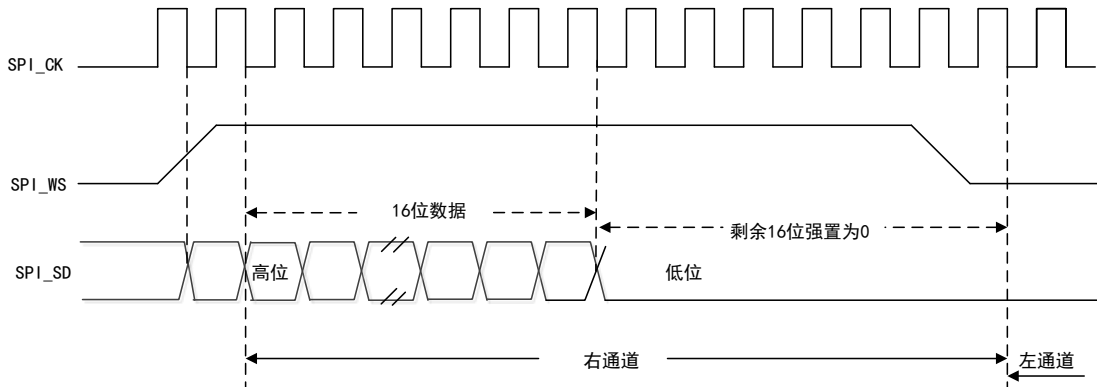 SPI_CK
SPI_WS
16位数据
剩余16位强置为0
SPI_SD
高位
低位
右通道
左通道